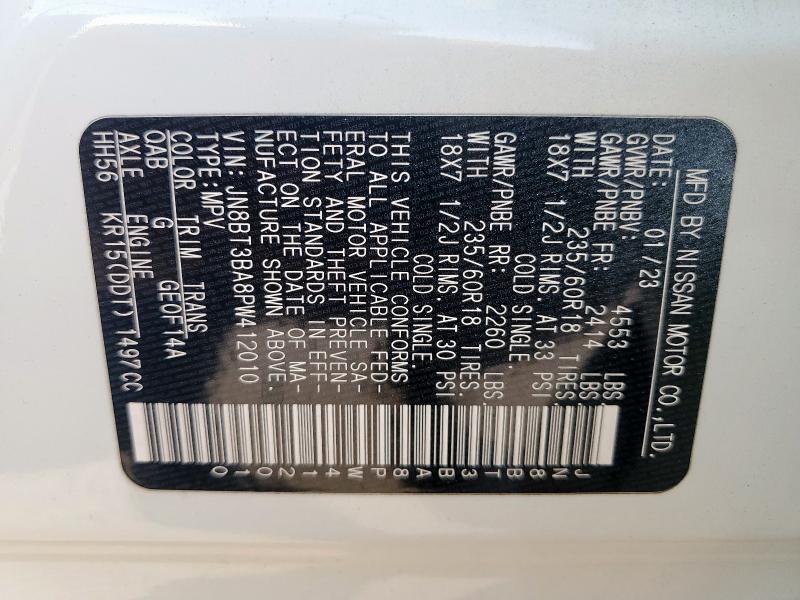 MFD BY NISSAN MOTOR CO.,LTD.
DATE: 01/23
GVWR/PNBV: 4553 LBS
GAWR/PNBE FR: 2414 LBS.
WITH 235/60R18 TIRES,
18X7 1/2J RIMS, AT 33 PSI
COLD SINGLE.
GAWR/PNBE RR: 2260 LBS.
WITH 235/60R18 TIRES,
18X7 1/2J RIMS, AT 30 PSI
COLD SINGLE.
THIS VEHICLE CONFORMS
TO ALL APPLICABLE FED-
ERAL MOTOR VEHICLE SA-
FETY AND THEFT PREVEN-
TION STANDARDS IN EFF-
ECT ON THE DATE OF MA-
NUFACTURE SHOWN ABOVE.
VIN: JN8BT3BA8PW412010
TYPE: MPV
COLOR TRIM TRANS
QAB G GE0F14A
AXLE ENGINE
HH56 KR15(DDT) 1497CC
JN8BT3BA8PW412010